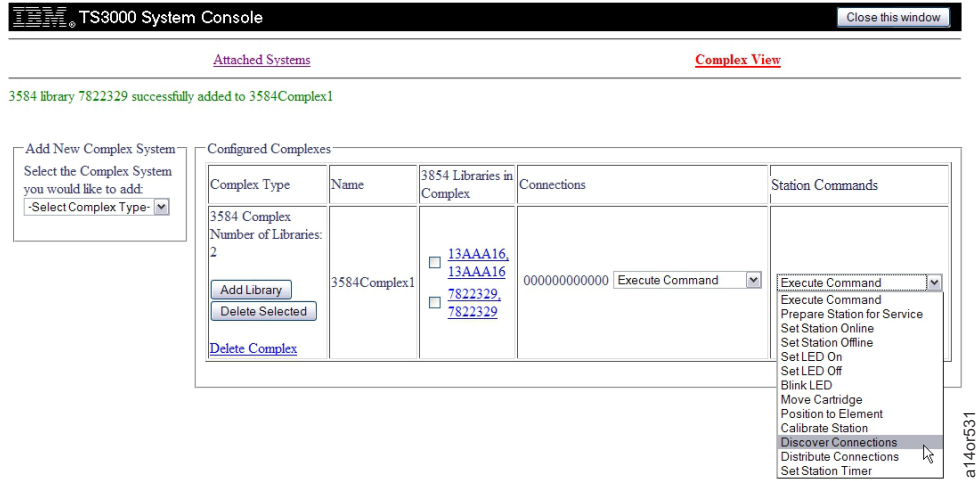 IBM® TS3000 System Console
Close this window
Attached Systems
Complex View
3584 library 7822329 successfully added to 3584Complex1
Add New Complex System
Select the Complex System
you would like to add:
-Select Complex Type-
Configured Complexes
Complex Type
Name
3854 Libraries in
Complex
Connections
Station Commands
3584 Complex
Number of Libraries:
2
Add Library
Delete Selected
Delete Complex
3584Complex1
13AAA16,
13AAA16
7822329,
7822329
000000000000 Execute Command
Execute Command
Execute Command
Prepare Station for Service
Set Station Online
Set Station Offline
Set LED On
Set LED Off
Blink LED
Move Cartridge
Position to Element
Calibrate Station
Discover Connections
Distribute Connections
Set Station Timer
a14or531